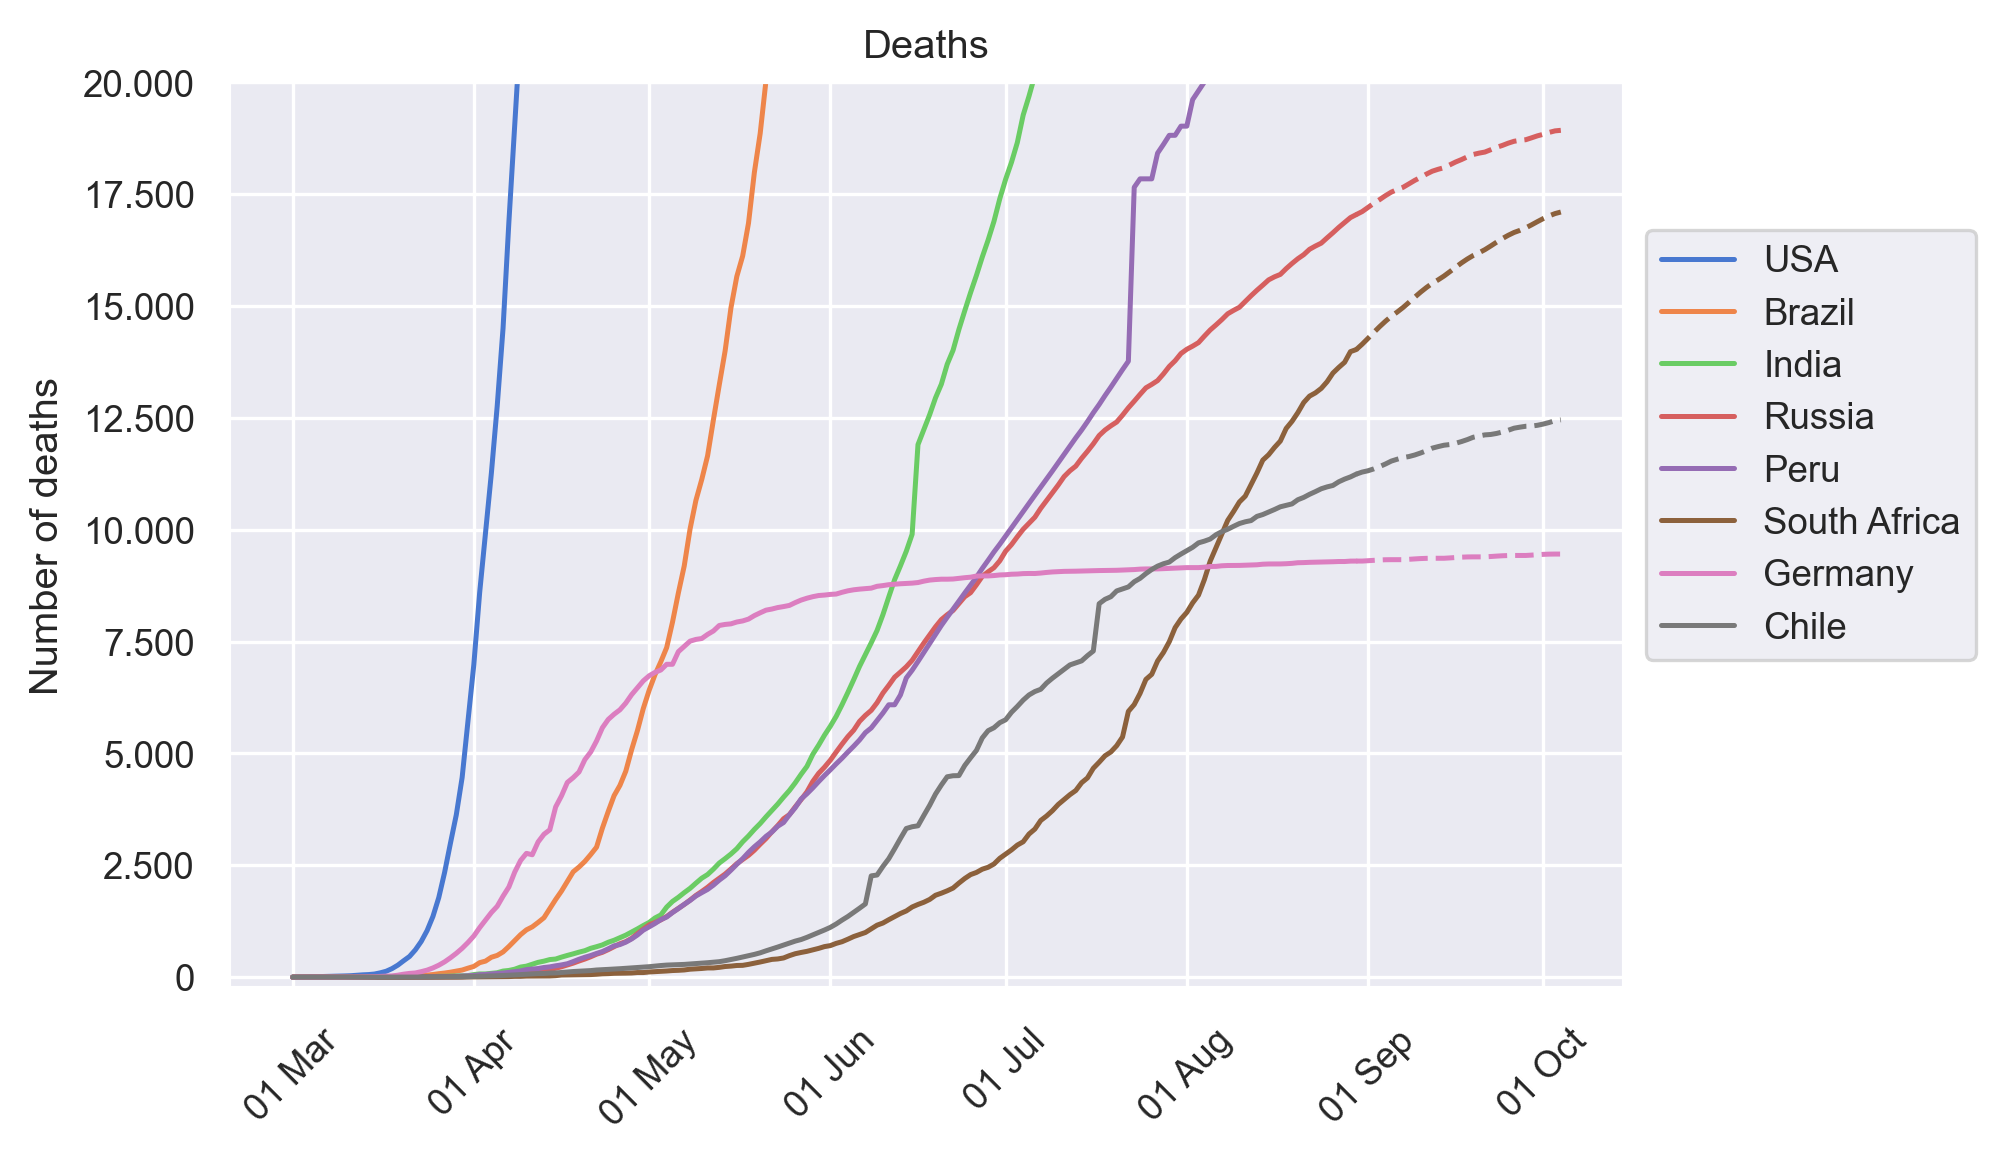 Deaths
20.000
17.500
15.000
12.500
10.000
7.500
5.000
2.500
0
Number of deaths
01 Mar
01 Apr
01 May
01 Jun
01 Jul
01 Aug
01 Sep
01 Oct
USA
Brazil
India
Russia
Peru
South Africa
Germany
Chile